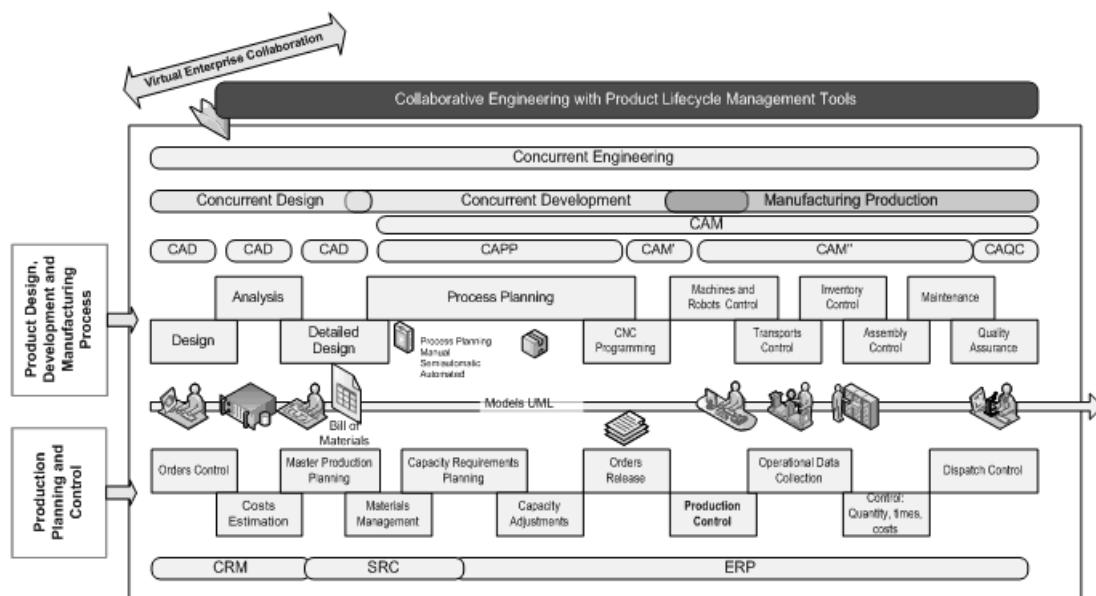 Virtual Enterprise Collaboration
Collaborative Engineering with Product Lifecycle Management Tools
Concurrent Engineering
Concurrent Design
Concurrent Development
Manufacturing Production
CAM
CAD
CAD
CAD
CAPP
CAM'
CAM''
CAQC
Product Design,
Development and
Manufacturing
Process
Analysis
Process Planning
Machines and
Robots Control
Inventory
Control
Maintenance
Design
Detailed
Design
Process Planning
Manual
Semiautomatic
Automated
CNC
Programming
Transports
Control
Assembly
Control
Quality
Assurance
Models UML
Bill of
Materials
Production
Planning and
Control
Orders Control
Master Production
Planning
Capacity Requirements
Planning
Orders
Release
Operational Data
Collection
Dispatch Control
Costs
Estimation
Materials
Management
Capacity
Adjustments
Production
Control
Control:
Quantity, times,
costs
CRM
SRC
ERP